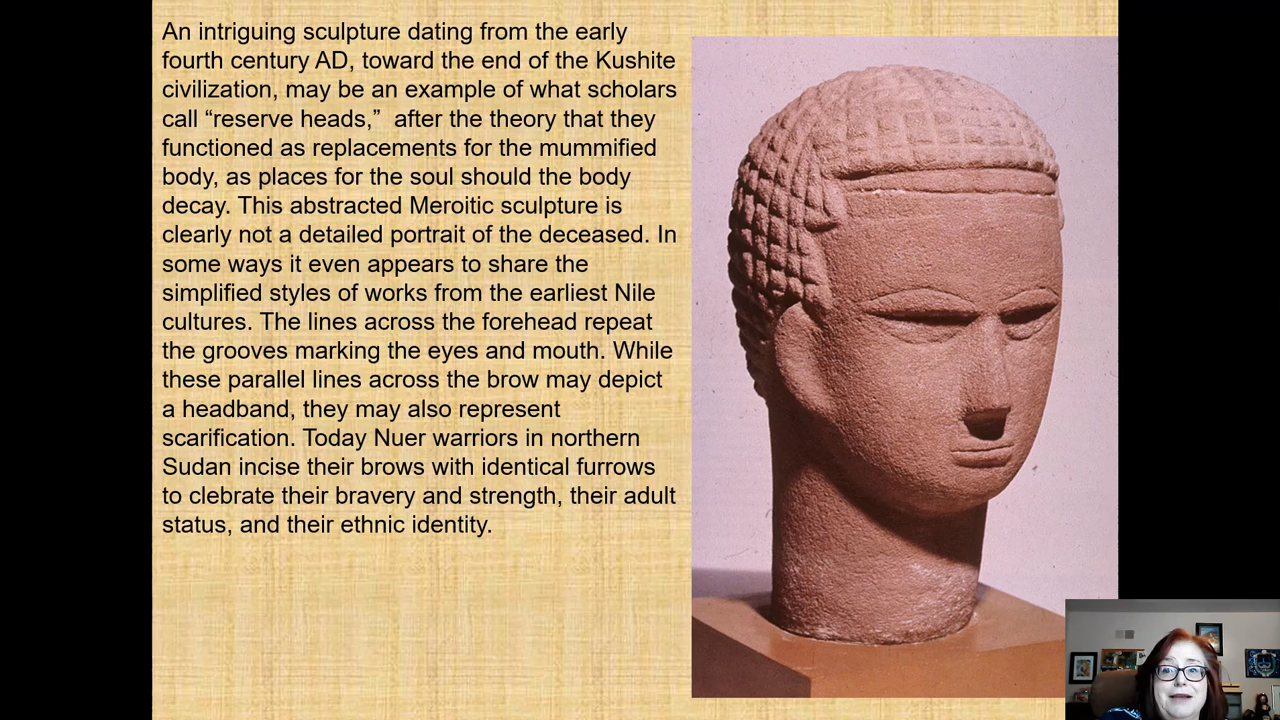 An intriguing sculpture dating from the early
fourth century AD, toward the end of the Kushite
civilization, may be an example of what scholars
call “reserve heads,”  after the theory that they
functioned as replacements for the mummified
body, as places for the soul should the body
decay. This abstracted Meroitic sculpture is
clearly not a detailed portrait of the deceased. In
some ways it even appears to share the
simplified styles of works from the earliest Nile
cultures. The lines across the forehead repeat
the grooves marking the eyes and mouth. While
these parallel lines across the brow may depict
a headband, they may also represent
scarification. Today Nuer warriors in northern
Sudan incise their brows with identical furrows
to clebrate their bravery and strength, their adult
status, and their ethnic identity.